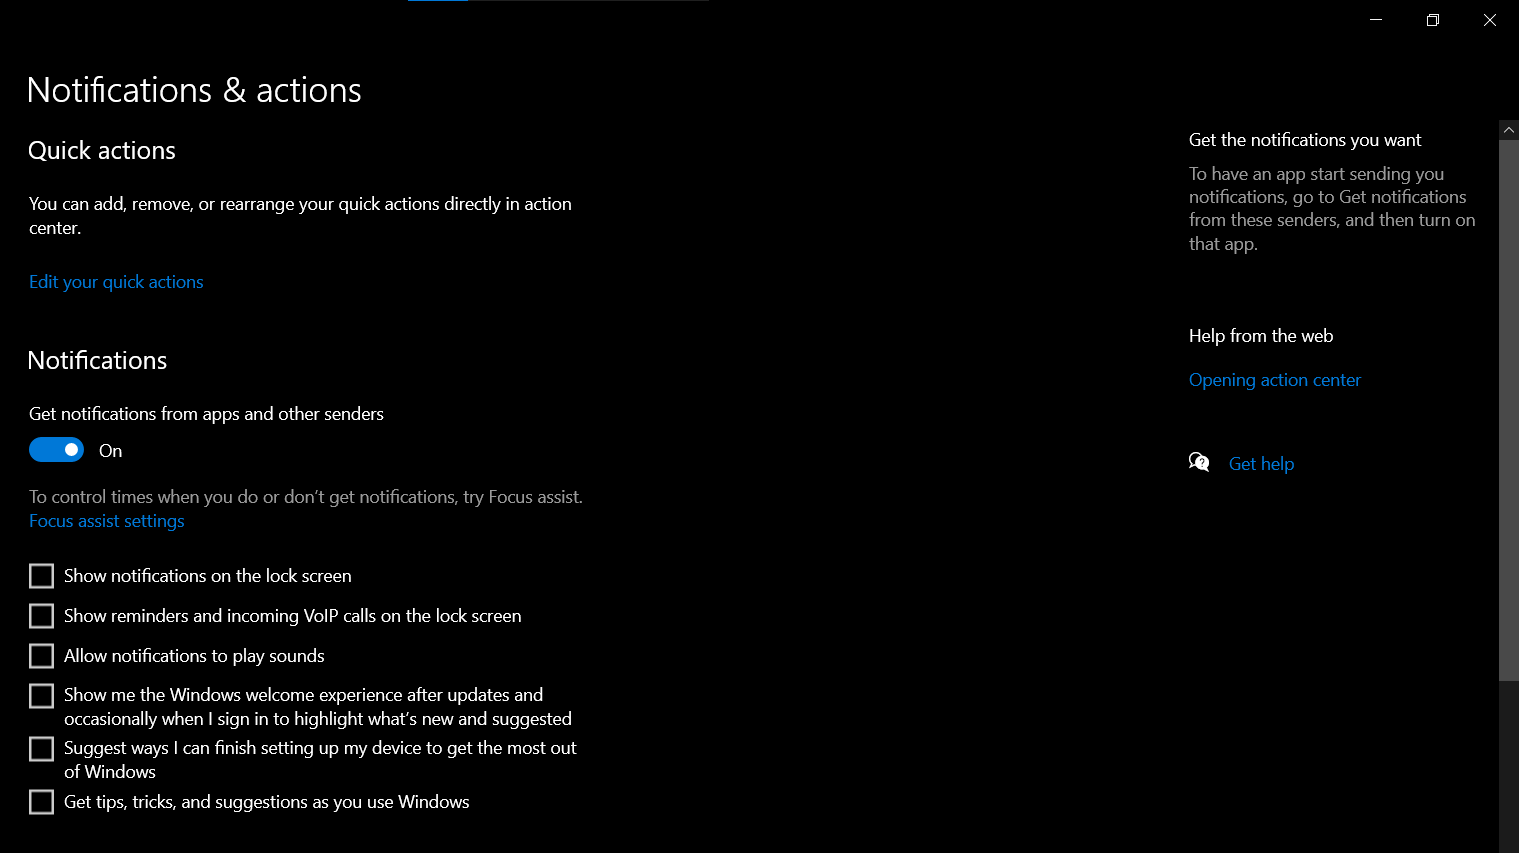 Notifications & actions
Quick actions
You can add, remove, or rearrange your quick actions directly in action
center.
Edit your quick actions
Notifications
Get notifications from apps and other senders
On
To control times when you do or don’t get notifications, try Focus assist.
Focus assist settings
Show notifications on the lock screen
Show reminders and incoming VoIP calls on the lock screen
Allow notifications to play sounds
Show me the Windows welcome experience after updates and
occasionally when I sign in to highlight what’s new and suggested
Suggest ways I can finish setting up my device to get the most out
of Windows
Get tips, tricks, and suggestions as you use Windows
Get the notifications you want
To have an app start sending you
notifications, go to Get notifications
from these senders, and then turn on
that app.
Help from the web
Opening action center
Get help